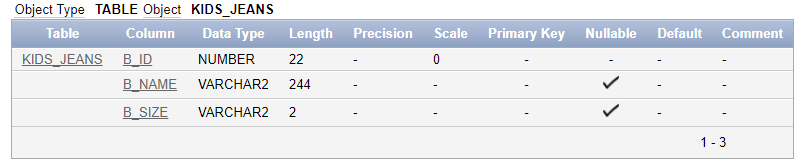 Object Type TABLE Object KIDS_JEANS
Table Column Data Type Length Precision Scale Primary Key Nullable Default Comment
KIDS_JEANS B_ID NUMBER 22 - 0 - - - -
B_NAME VARCHAR2 244 - - - ✓ - -
B_SIZE VARCHAR2 2 - - - ✓ - -
1 - 3